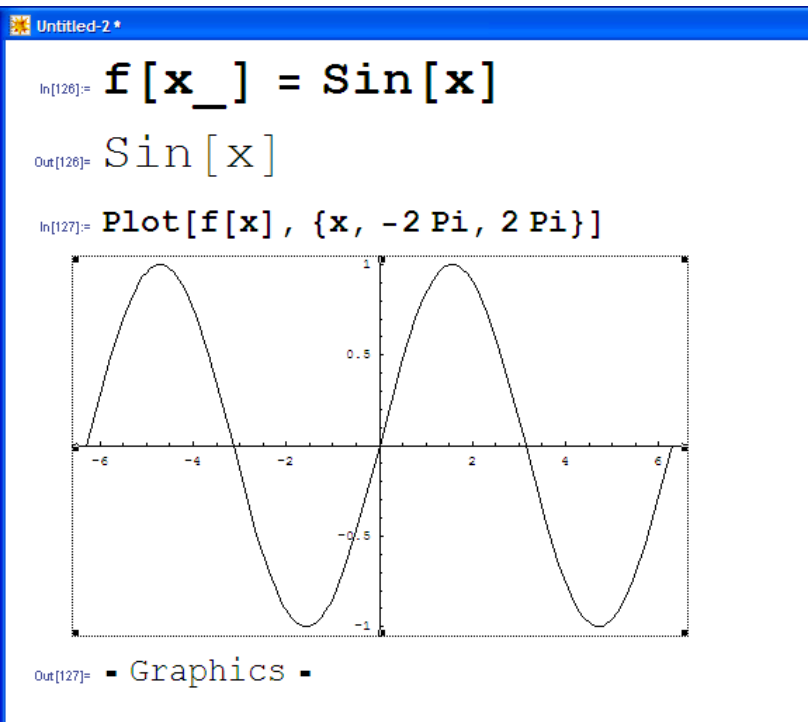 Untitled-2 *
In[126]:= f[x_] = Sin[x]
Out[126]= Sin[x]
In[127]:= Plot[f[x], {x, -2 Pi, 2 Pi}]
1
0.5
-6 -4 -2 2 4 6
-0.5
-1
Out[127]= - Graphics -